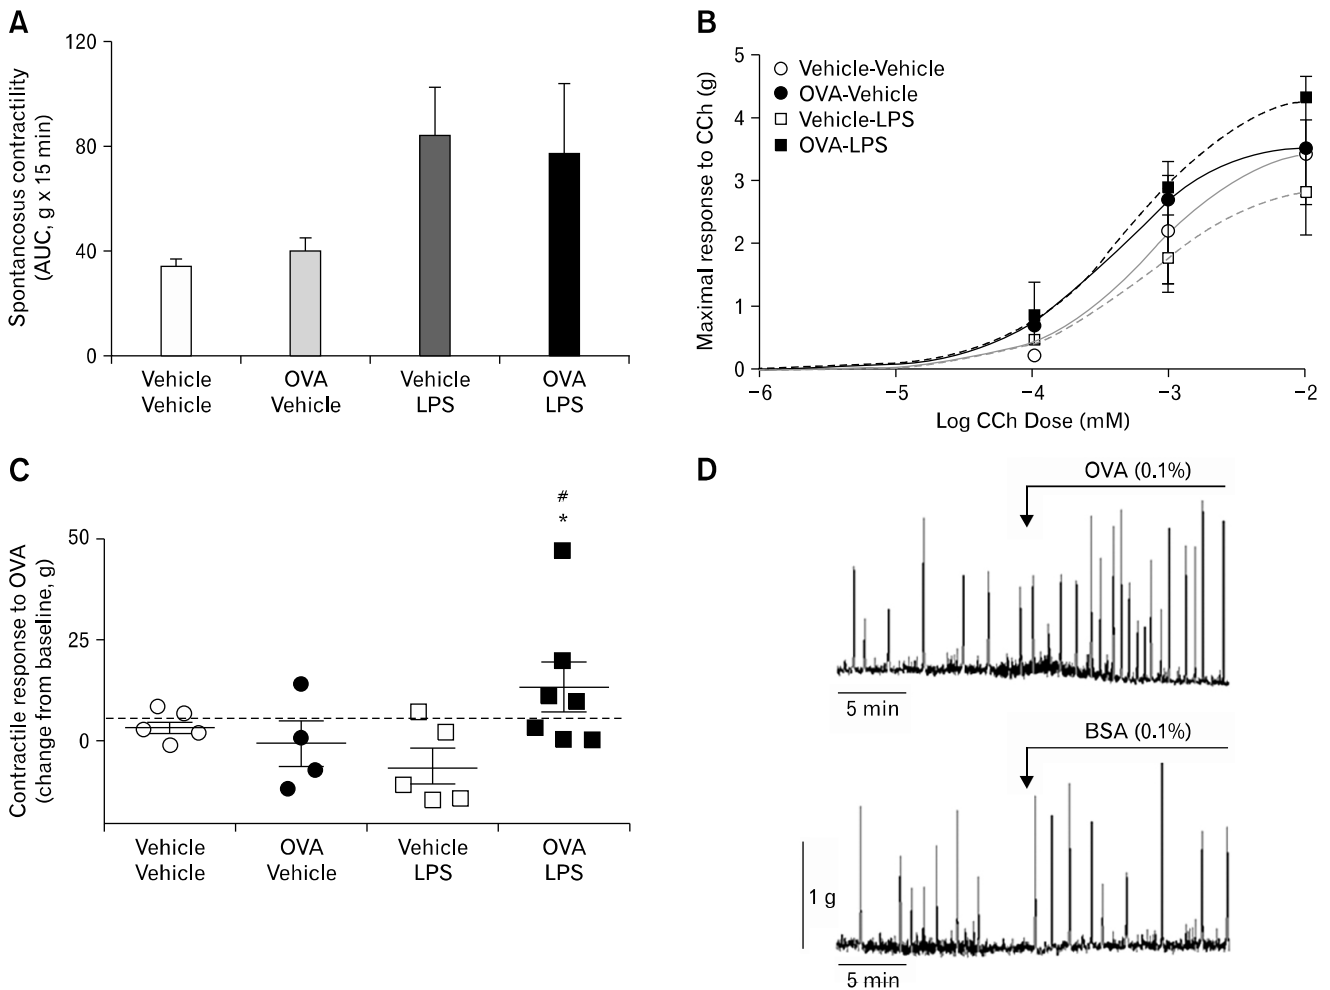 A
120
80
40
0
Spontancosus contricility
(AUC, g x 15 min)
Vehicle
Vehicle
OVA
Vehicle
Vehicle
LPS
OVA
LPS
B
5
4
3
2
1
0
Maximal response to CCh (g)
Vehicle-Vehicle
OVA-Vehicle
Vehicle-LPS
OVA-LPS
−6
−5
−4
−3
−2
Log CCh Dose (mM)
C
50
25
0
Contractile response to OVA
(change from baseline, g)
#
*
Vehicle
Vehicle
OVA
Vehicle
Vehicle
LPS
OVA
LPS
D
OVA (0.1%)
5 min
BSA (0.1%)
1 g
5 min